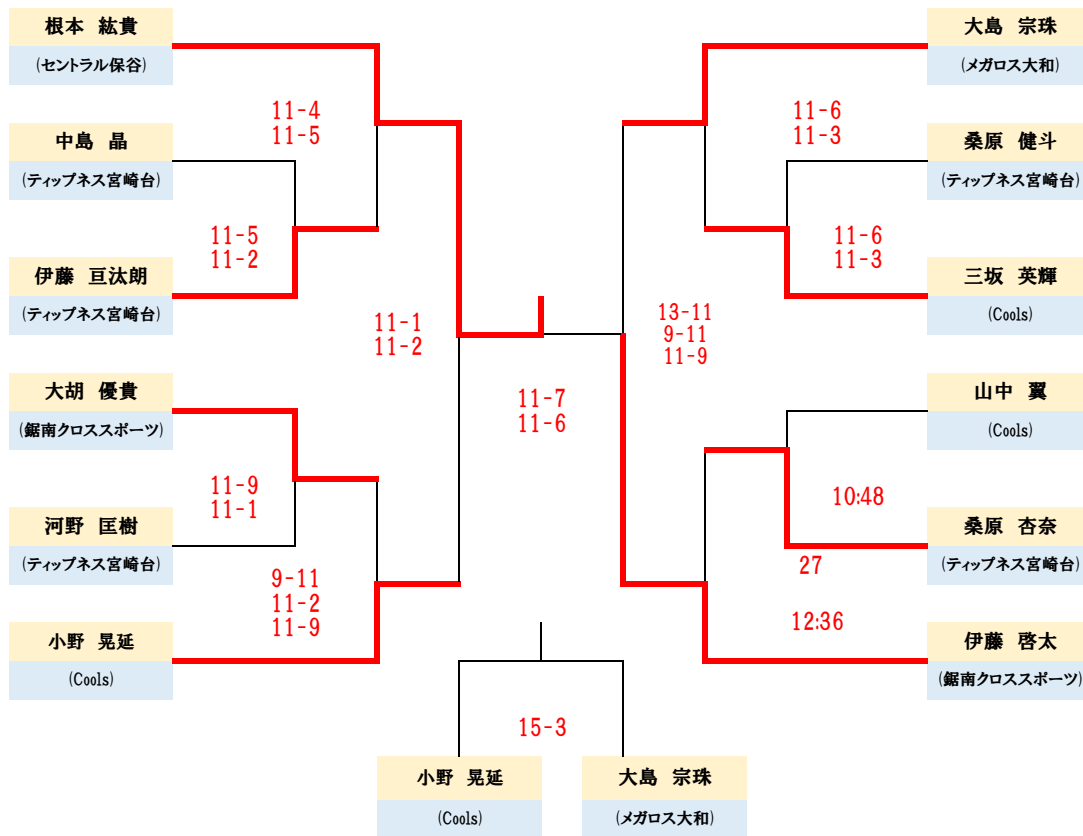 根本 紘貴
(セントラル保谷)
11-4
11-5
中島 晶
(ティップネス宮崎台)
11-5
11-2
伊藤 亘汰朗
(ティップネス宮崎台)
11-1
11-2
大胡 優貴
(鋸南クロススポーツ)
11-9
11-1
河野 匡樹
(ティップネス宮崎台)
9-11
11-2
11-9
小野 晃延
(Cools)
11-7
11-6
大島 宗珠
(メガロス大和)
11-6
11-3
桑原 健斗
(ティップネス宮崎台)
11-6
11-3
三坂 英輝
(Cools)
13-11
9-11
11-9
山中 翼
(Cools)
10:48
桑原 杏奈
(ティップネス宮崎台)
27
12:36
伊藤 啓太
(鋸南クロススポーツ)
15-3
小野 晃延
(Cools)
大島 宗珠
(メガロス大和)